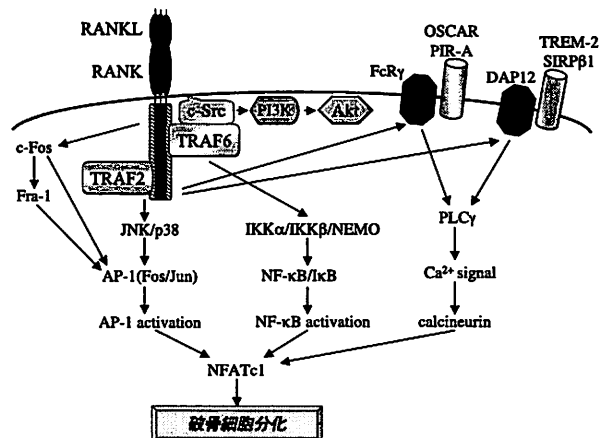 RANKL
RANK
OSCAR
PIR-A
TREM-2
SIRPβ1
FcRγ
DAP12
c-Src
PI3K
Akt
TRAF6
c-Fos
TRAF2
Fra-1
PLCγ
JNK/p38
IKKα/IKKβ/NEMO
AP-1(Fos/Jun)
NF-κB/IκB
Ca²⁺ signal
AP-1 activation
NF-κB activation
calcineurin
NFATc1
破骨細胞分化